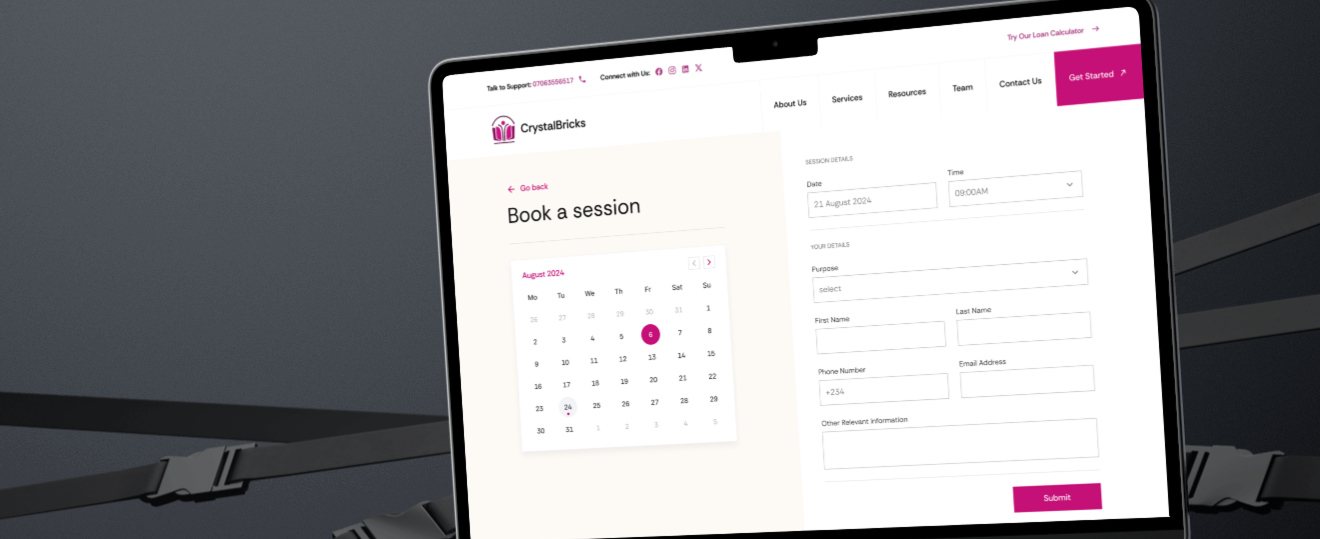 Try Our Loan Calculator
Talk to Support: 07083556517 Connect with Us:
About Us Services Resources Team Contact Us Get Started
CrystalBricks
Go back
Book a session
August 2024
Mo Tu We Th Fr Sat Su
26 27 28 29 30 31 1
2 3 4 5 6 7 8
9 10 11 12 13 14 15
16 17 18 19 20 21 22
23 24 25 26 27 28 29
30 31 1 2 3 4 5
SESSION DETAILS
Date Time
21 August 2024 09:00AM
YOUR DETAILS
Purpose
select
First Name Last Name
Phone Number Email Address
+234
Other Relevant Information
Submit